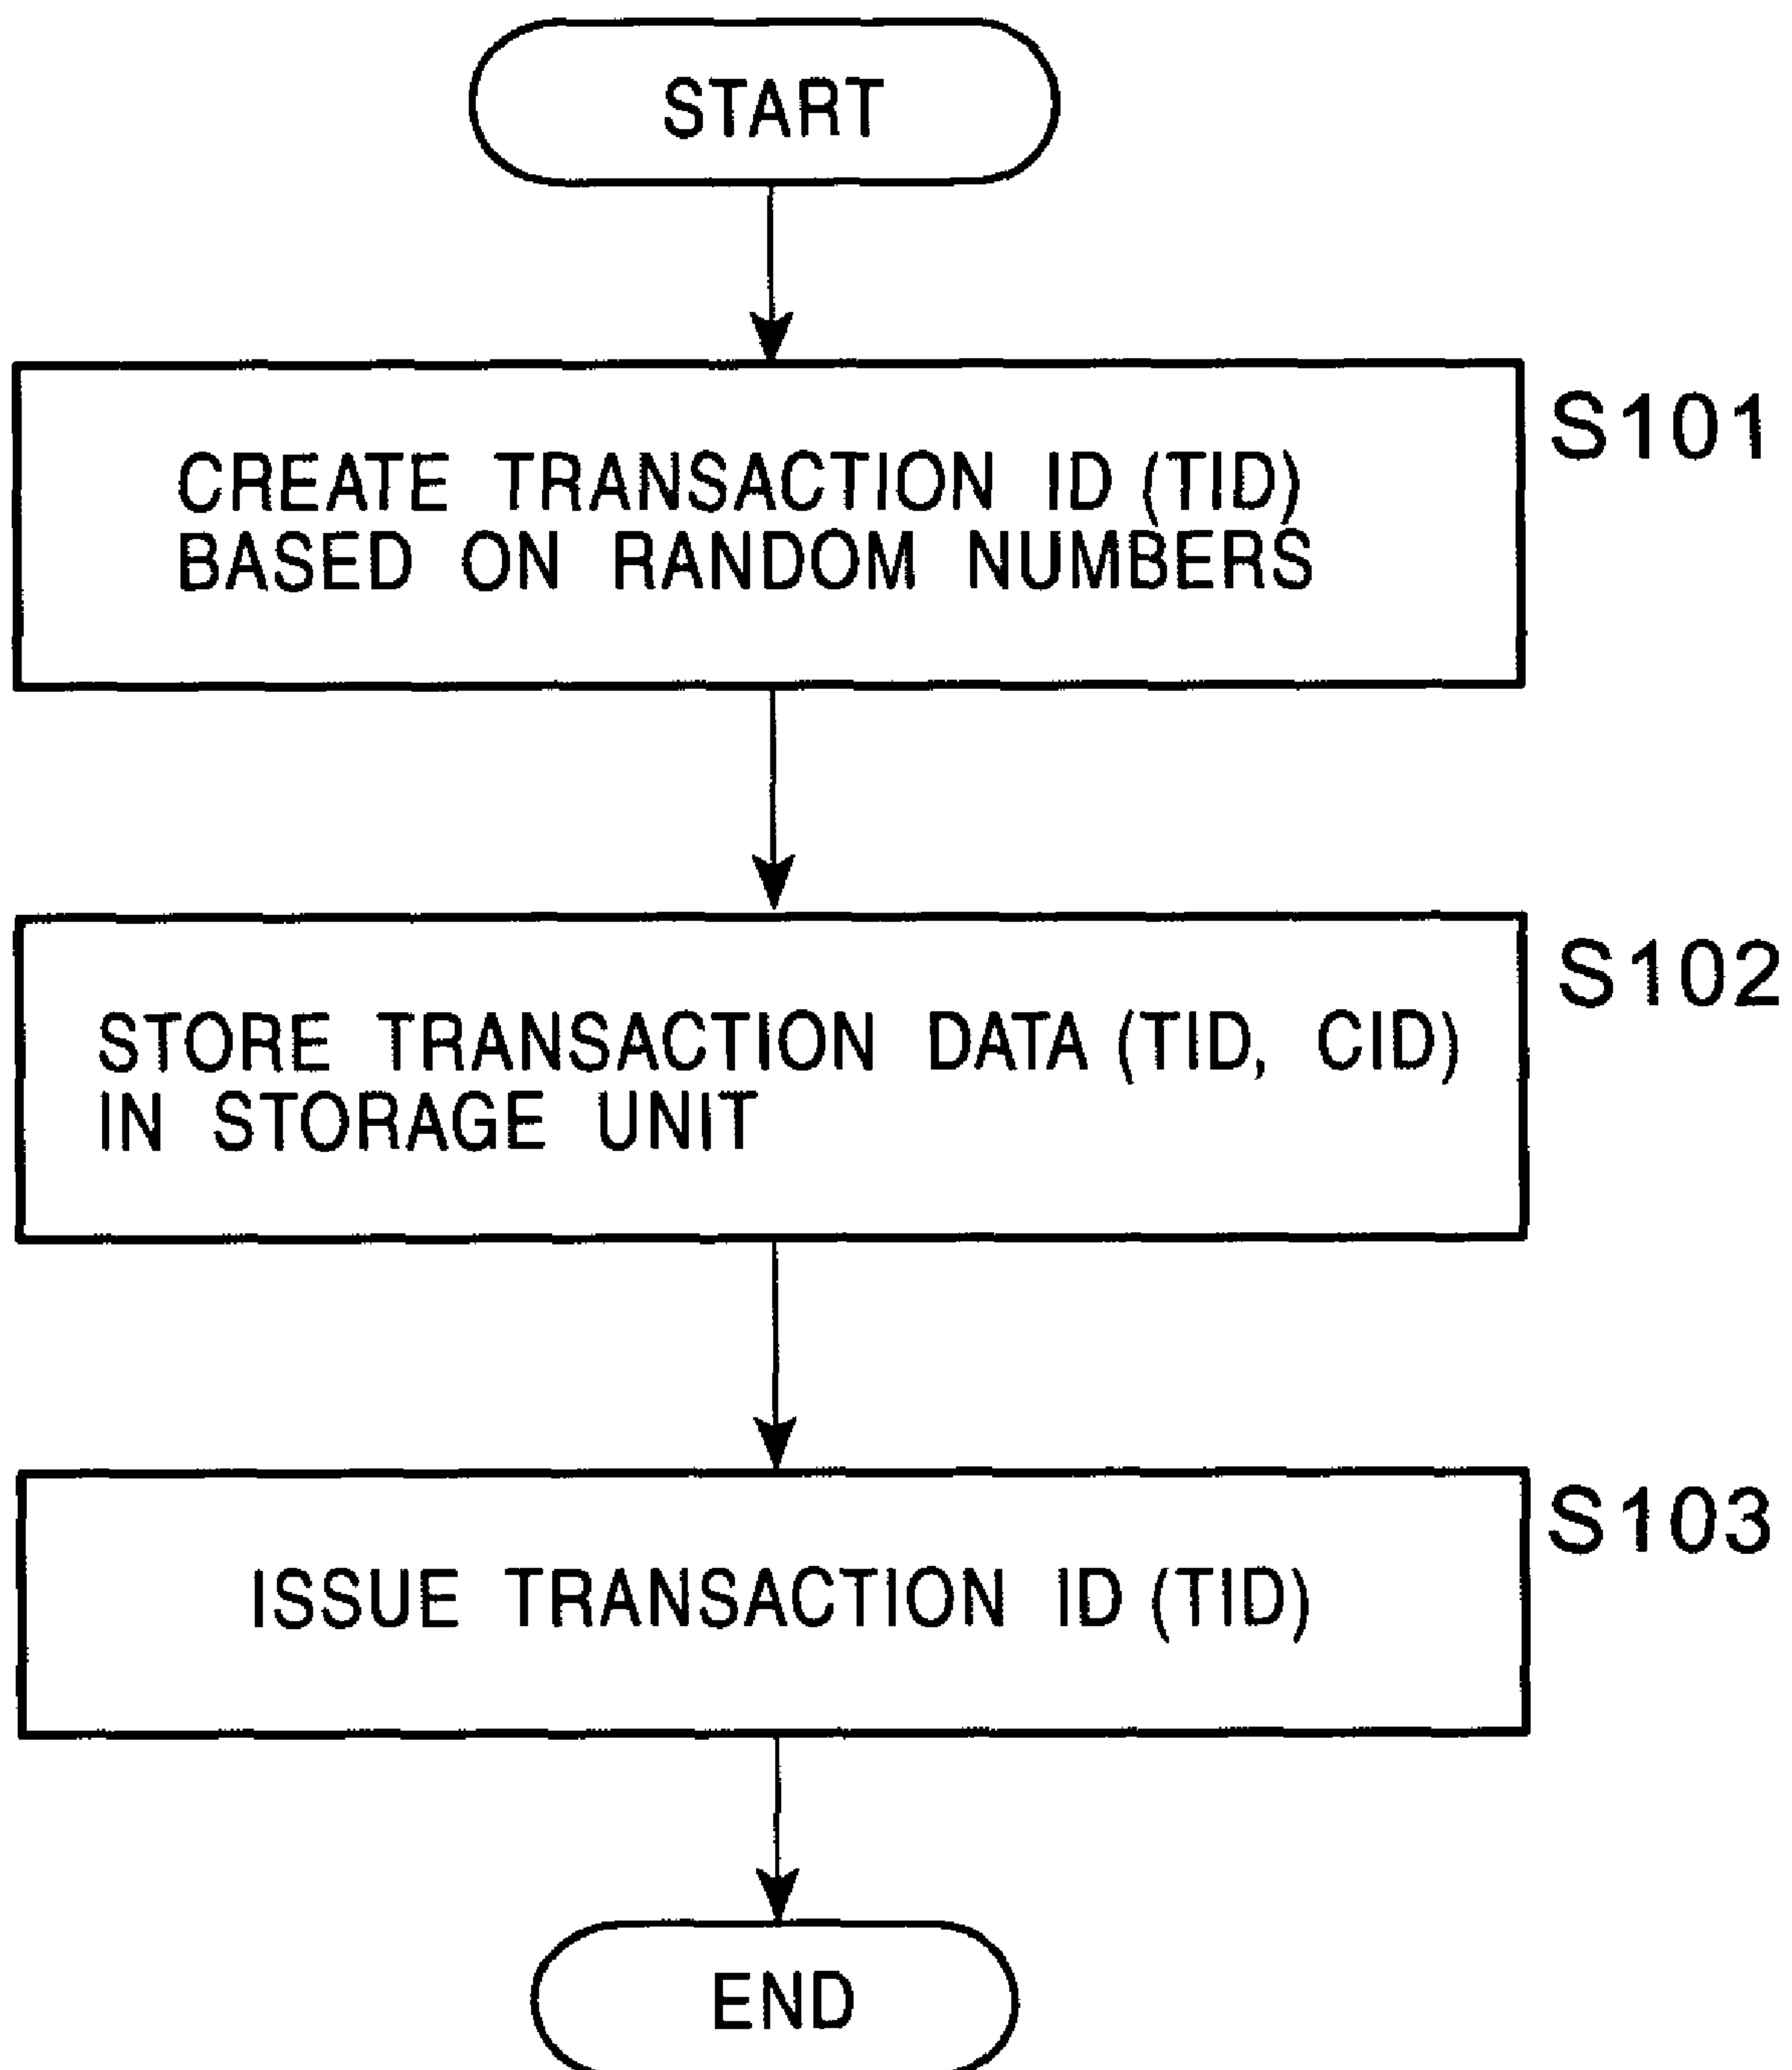 START
S101
CREATE TRANSACTION ID (TID)
BASED ON RANDOM NUMBERS
S102
STORE TRANSACTION DATA (TID, CID)
IN STORAGE UNIT
S103
ISSUE TRANSACTION ID (TID)
END